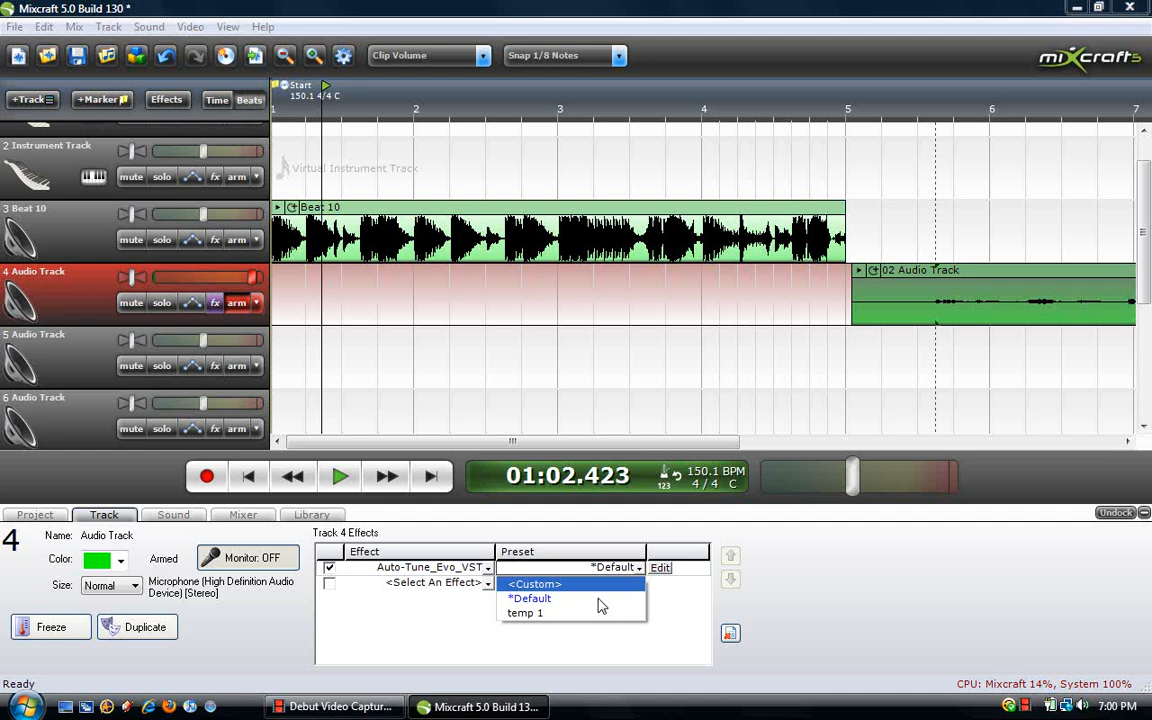 Mixcraft 5.0 Build 130 *
File Edit Mix Track Sound Video View Help
Clip Volume Snap 1/8 Notes mixcraft5
+Track +Marker Effects Time Beats
Start
150.1 4/4 C
1 2 3 4 5 6 7
2 Instrument Track
mute solo fx arm
Virtual Instrument Track
3 Beat 10
mute solo fx arm
Beat 10
4 Audio Track
mute solo fx arm
02 Audio Track
5 Audio Track
mute solo fx arm
6 Audio Track
mute solo fx arm
01:02.423
123
150.1 BPM
4 / 4 C
Project Track Sound Mixer Library Undock
4
Name: Audio Track
Color: Armed Monitor: OFF
Size: Normal Microphone (High Definition Audio Device) [Stereo]
Freeze Duplicate
Track 4 Effects
Effect Preset
Auto-Tune_Evo_VST *Default Edit
<Select An Effect>
<Custom>
*Default
temp 1
Ready CPU: Mixcraft 14%, System 100%
Debut Video Captur... Mixcraft 5.0 Build 13... 7:00 PM